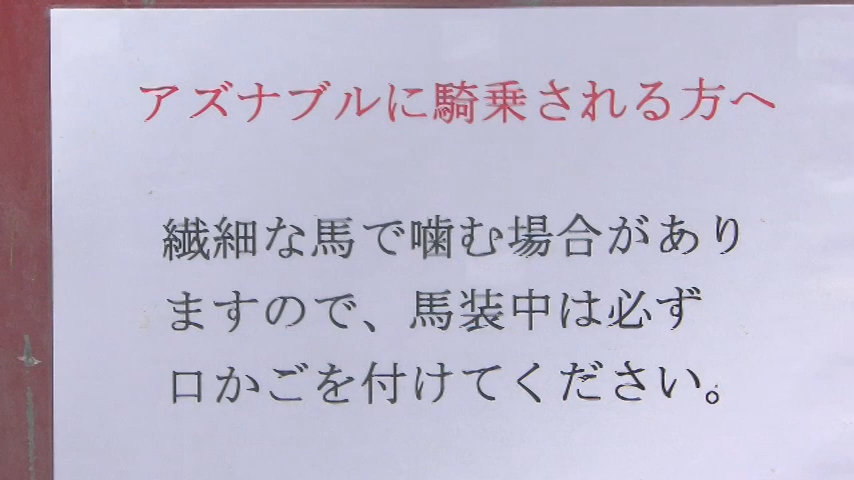 アズナブルに騎乗される方へ
繊細な馬で噛む場合があり
ますので、馬装中は必ず
口かごを付けてください。